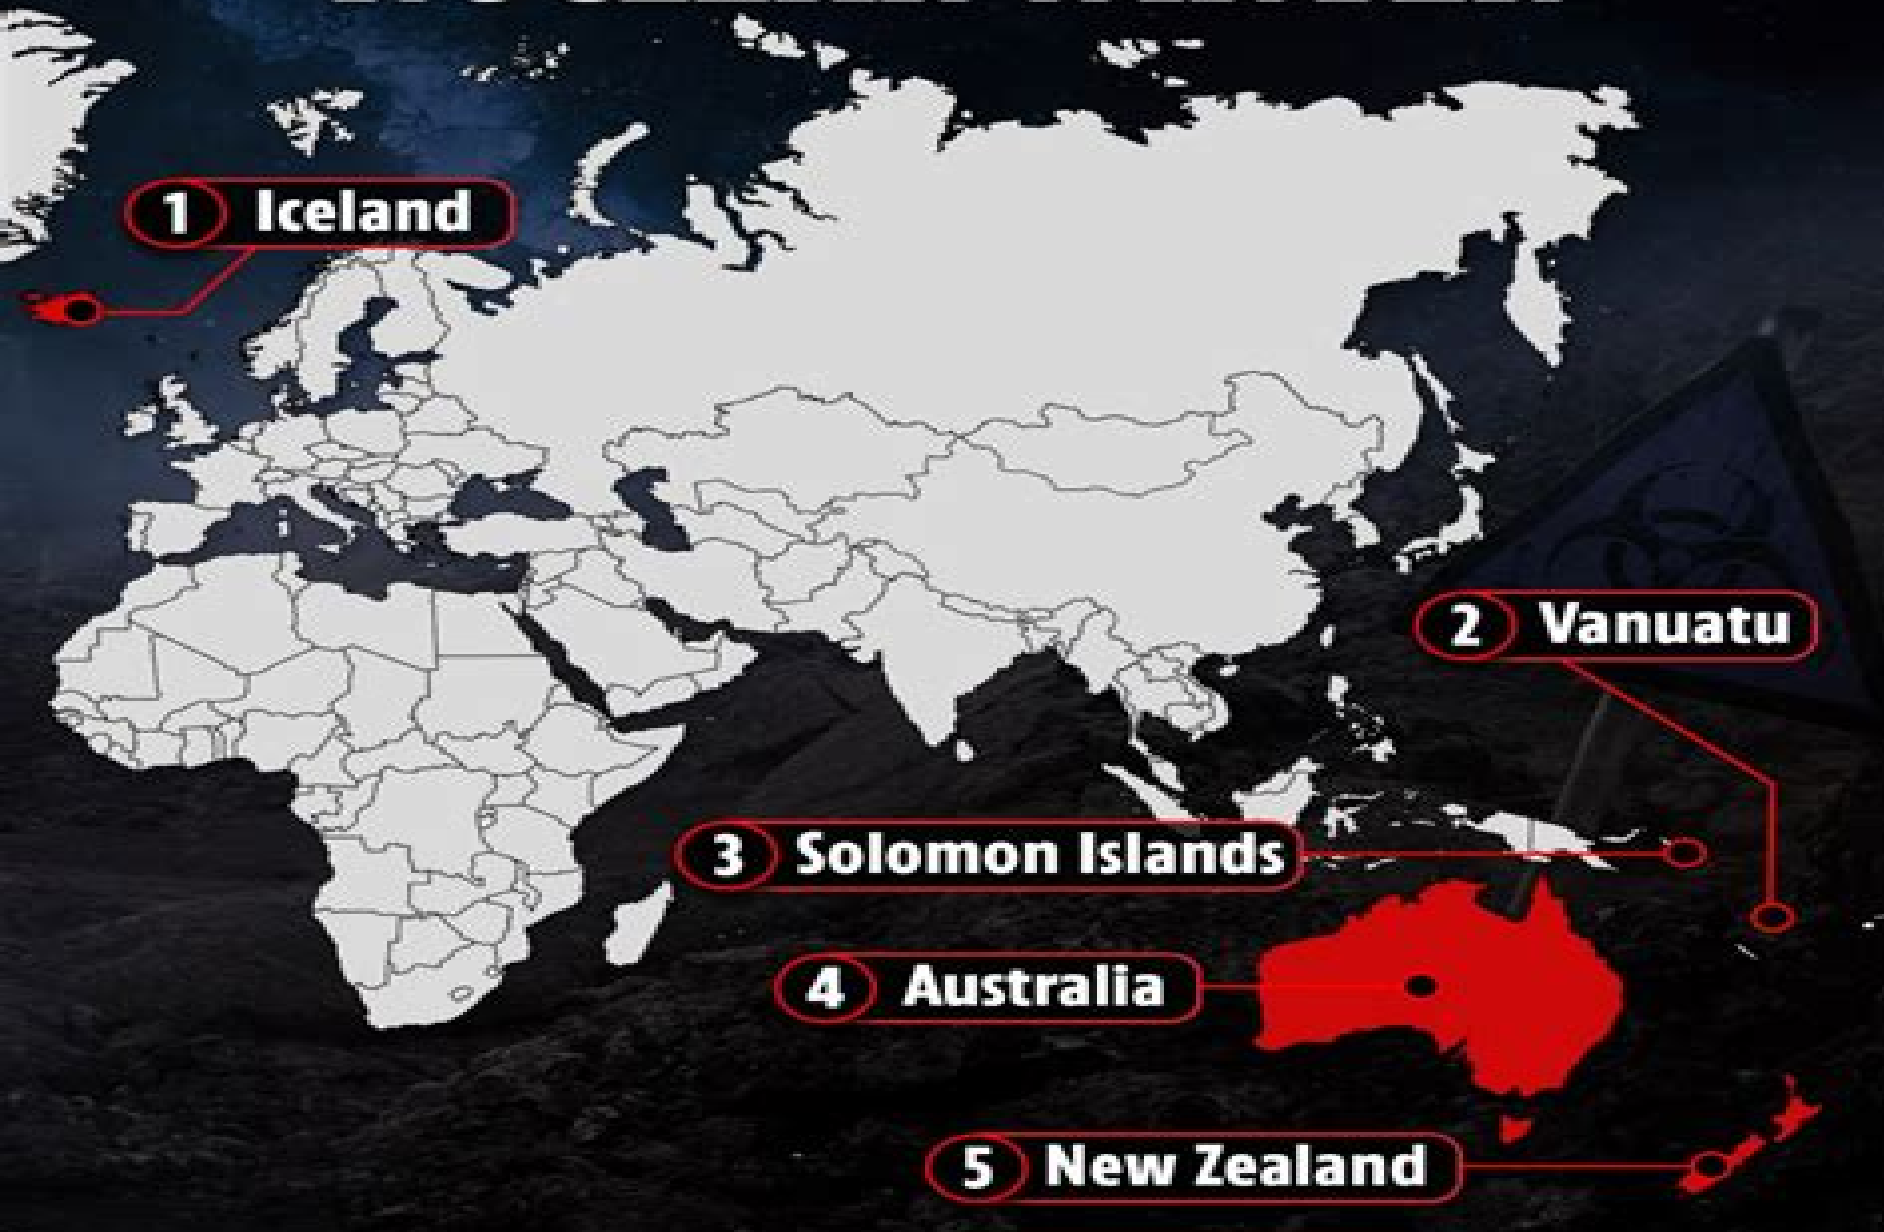 1 Iceland
2 Vanuatu
3 Solomon Islands
4 Australia
5 New Zealand